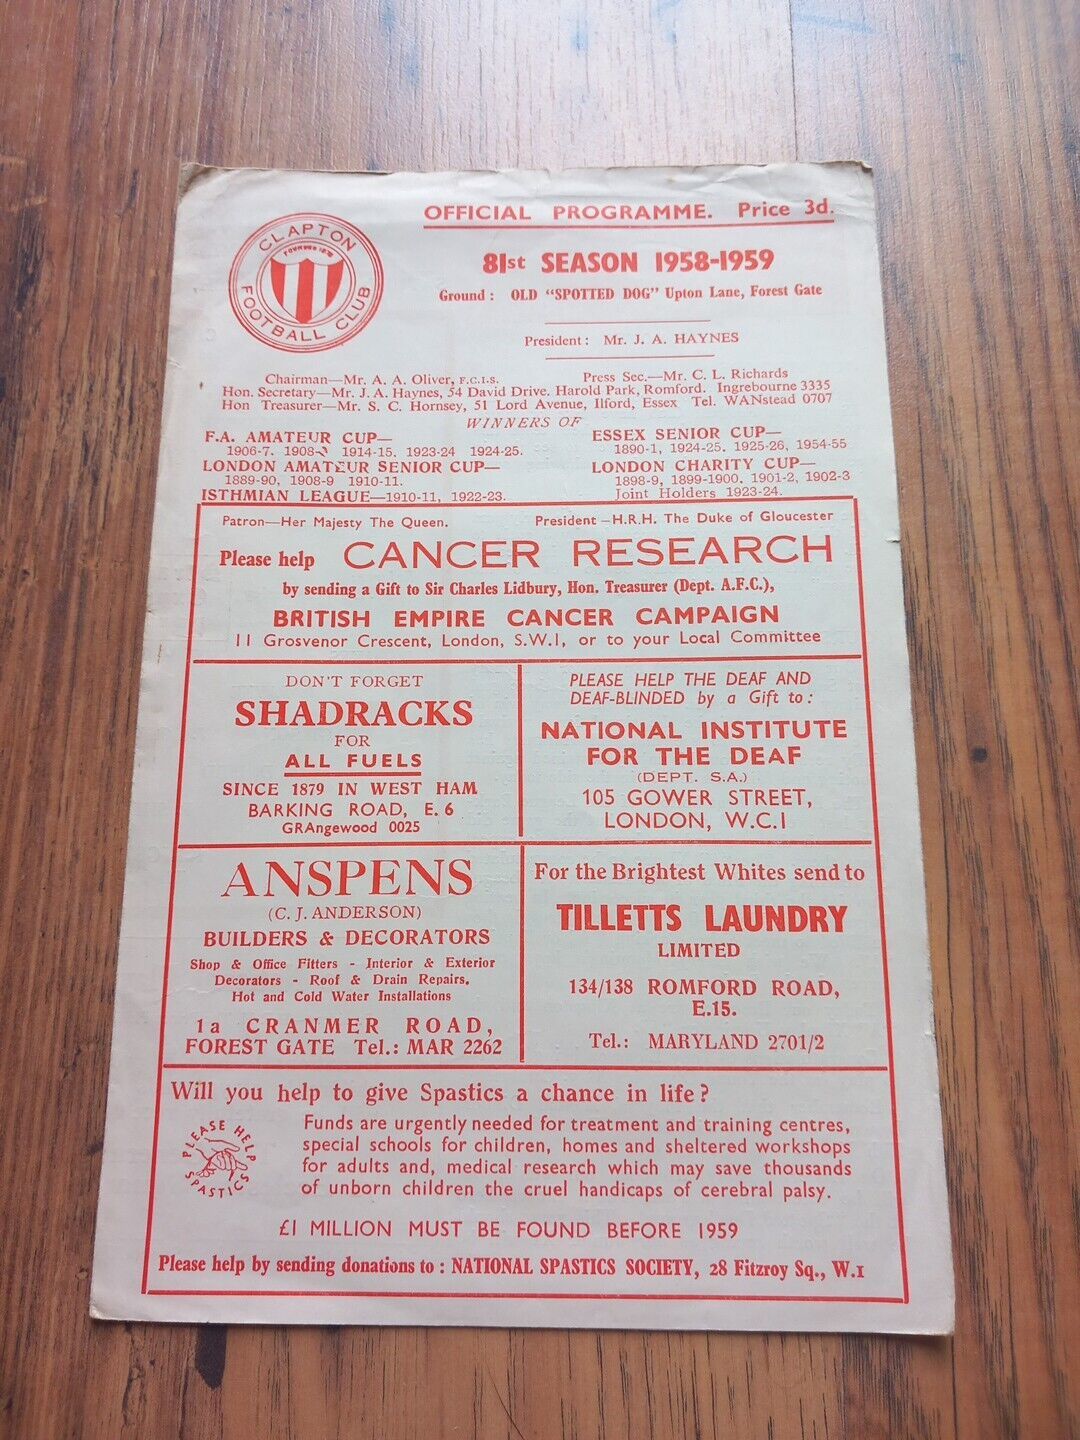 OFFICIAL PROGRAMME. Price 3d.
CLAPTON
FOOTBALL CLUB
81st SEASON 1958-1959
Ground : OLD "SPOTTED DOG" Upton Lane, Forest Gate
President : Mr. J. A. HAYNES
Chairman—Mr. A. A. Oliver, F.C.I.S. Press Sec.—Mr. C. L. Richards
Hon. Secretary—Mr. J. A. Haynes, 54 David Drive, Harold Park, Romford. Ingrebourne 3335
Hon Treasurer—Mr. S. C. Hornsey, 51 Lord Avenue, Ilford, Essex Tel. WANstead 0707
WINNERS OF
F.A. AMATEUR CUP—
1906-7. 1908- 1914-15. 1923-24 1924-25.
LONDON AMATEUR SENIOR CUP—
1889-90, 1908-9 1910-11.
ISTHMIAN LEAGUE—1910-11, 1922-23.
ESSEX SENIOR CUP—
1890-1, 1924-25. 1925-26, 1954-55
LONDON CHARITY CUP—
1898-9, 1899-1900. 1901-2, 1902-3
Joint Holders 1923-24.
Patron—Her Majesty The Queen. President—H.R.H. The Duke of Gloucester
Please help CANCER RESEARCH
by sending a Gift to Sir Charles Lidbury, Hon. Treasurer (Dept. A.F.C.),
BRITISH EMPIRE CANCER CAMPAIGN
11 Grosvenor Crescent, London, S.W.1, or to your Local Committee
DON'T FORGET
SHADRACKS
FOR
ALL FUELS
SINCE 1879 IN WEST HAM
BARKING ROAD, E. 6
GRAngewood 0025
PLEASE HELP THE DEAF AND
DEAF-BLINDED by a Gift to :
NATIONAL INSTITUTE
FOR THE DEAF
(DEPT. S.A.)
105 GOWER STREET,
LONDON, W.C.1
ANSPENS
(C. J. ANDERSON)
BUILDERS & DECORATORS
Shop & Office Fitters - Interior & Exterior
Decorators - Roof & Drain Repairs.
Hot and Cold Water Installations
1a CRANMER ROAD,
FOREST GATE Tel.: MAR 2262
For the Brightest Whites send to
TILLETTS LAUNDRY
LIMITED
134/138 ROMFORD ROAD,
E.15.
Tel.: MARYLAND 2701/2
Will you help to give Spastics a chance in life ?
PLEASE HELP
SPASTICS
Funds are urgently needed for treatment and training centres,
special schools for children, homes and sheltered workshops
for adults and, medical research which may save thousands
of unborn children the cruel handicaps of cerebral palsy.
£1 MILLION MUST BE FOUND BEFORE 1959
Please help by sending donations to : NATIONAL SPASTICS SOCIETY, 28 Fitzroy Sq., W.1